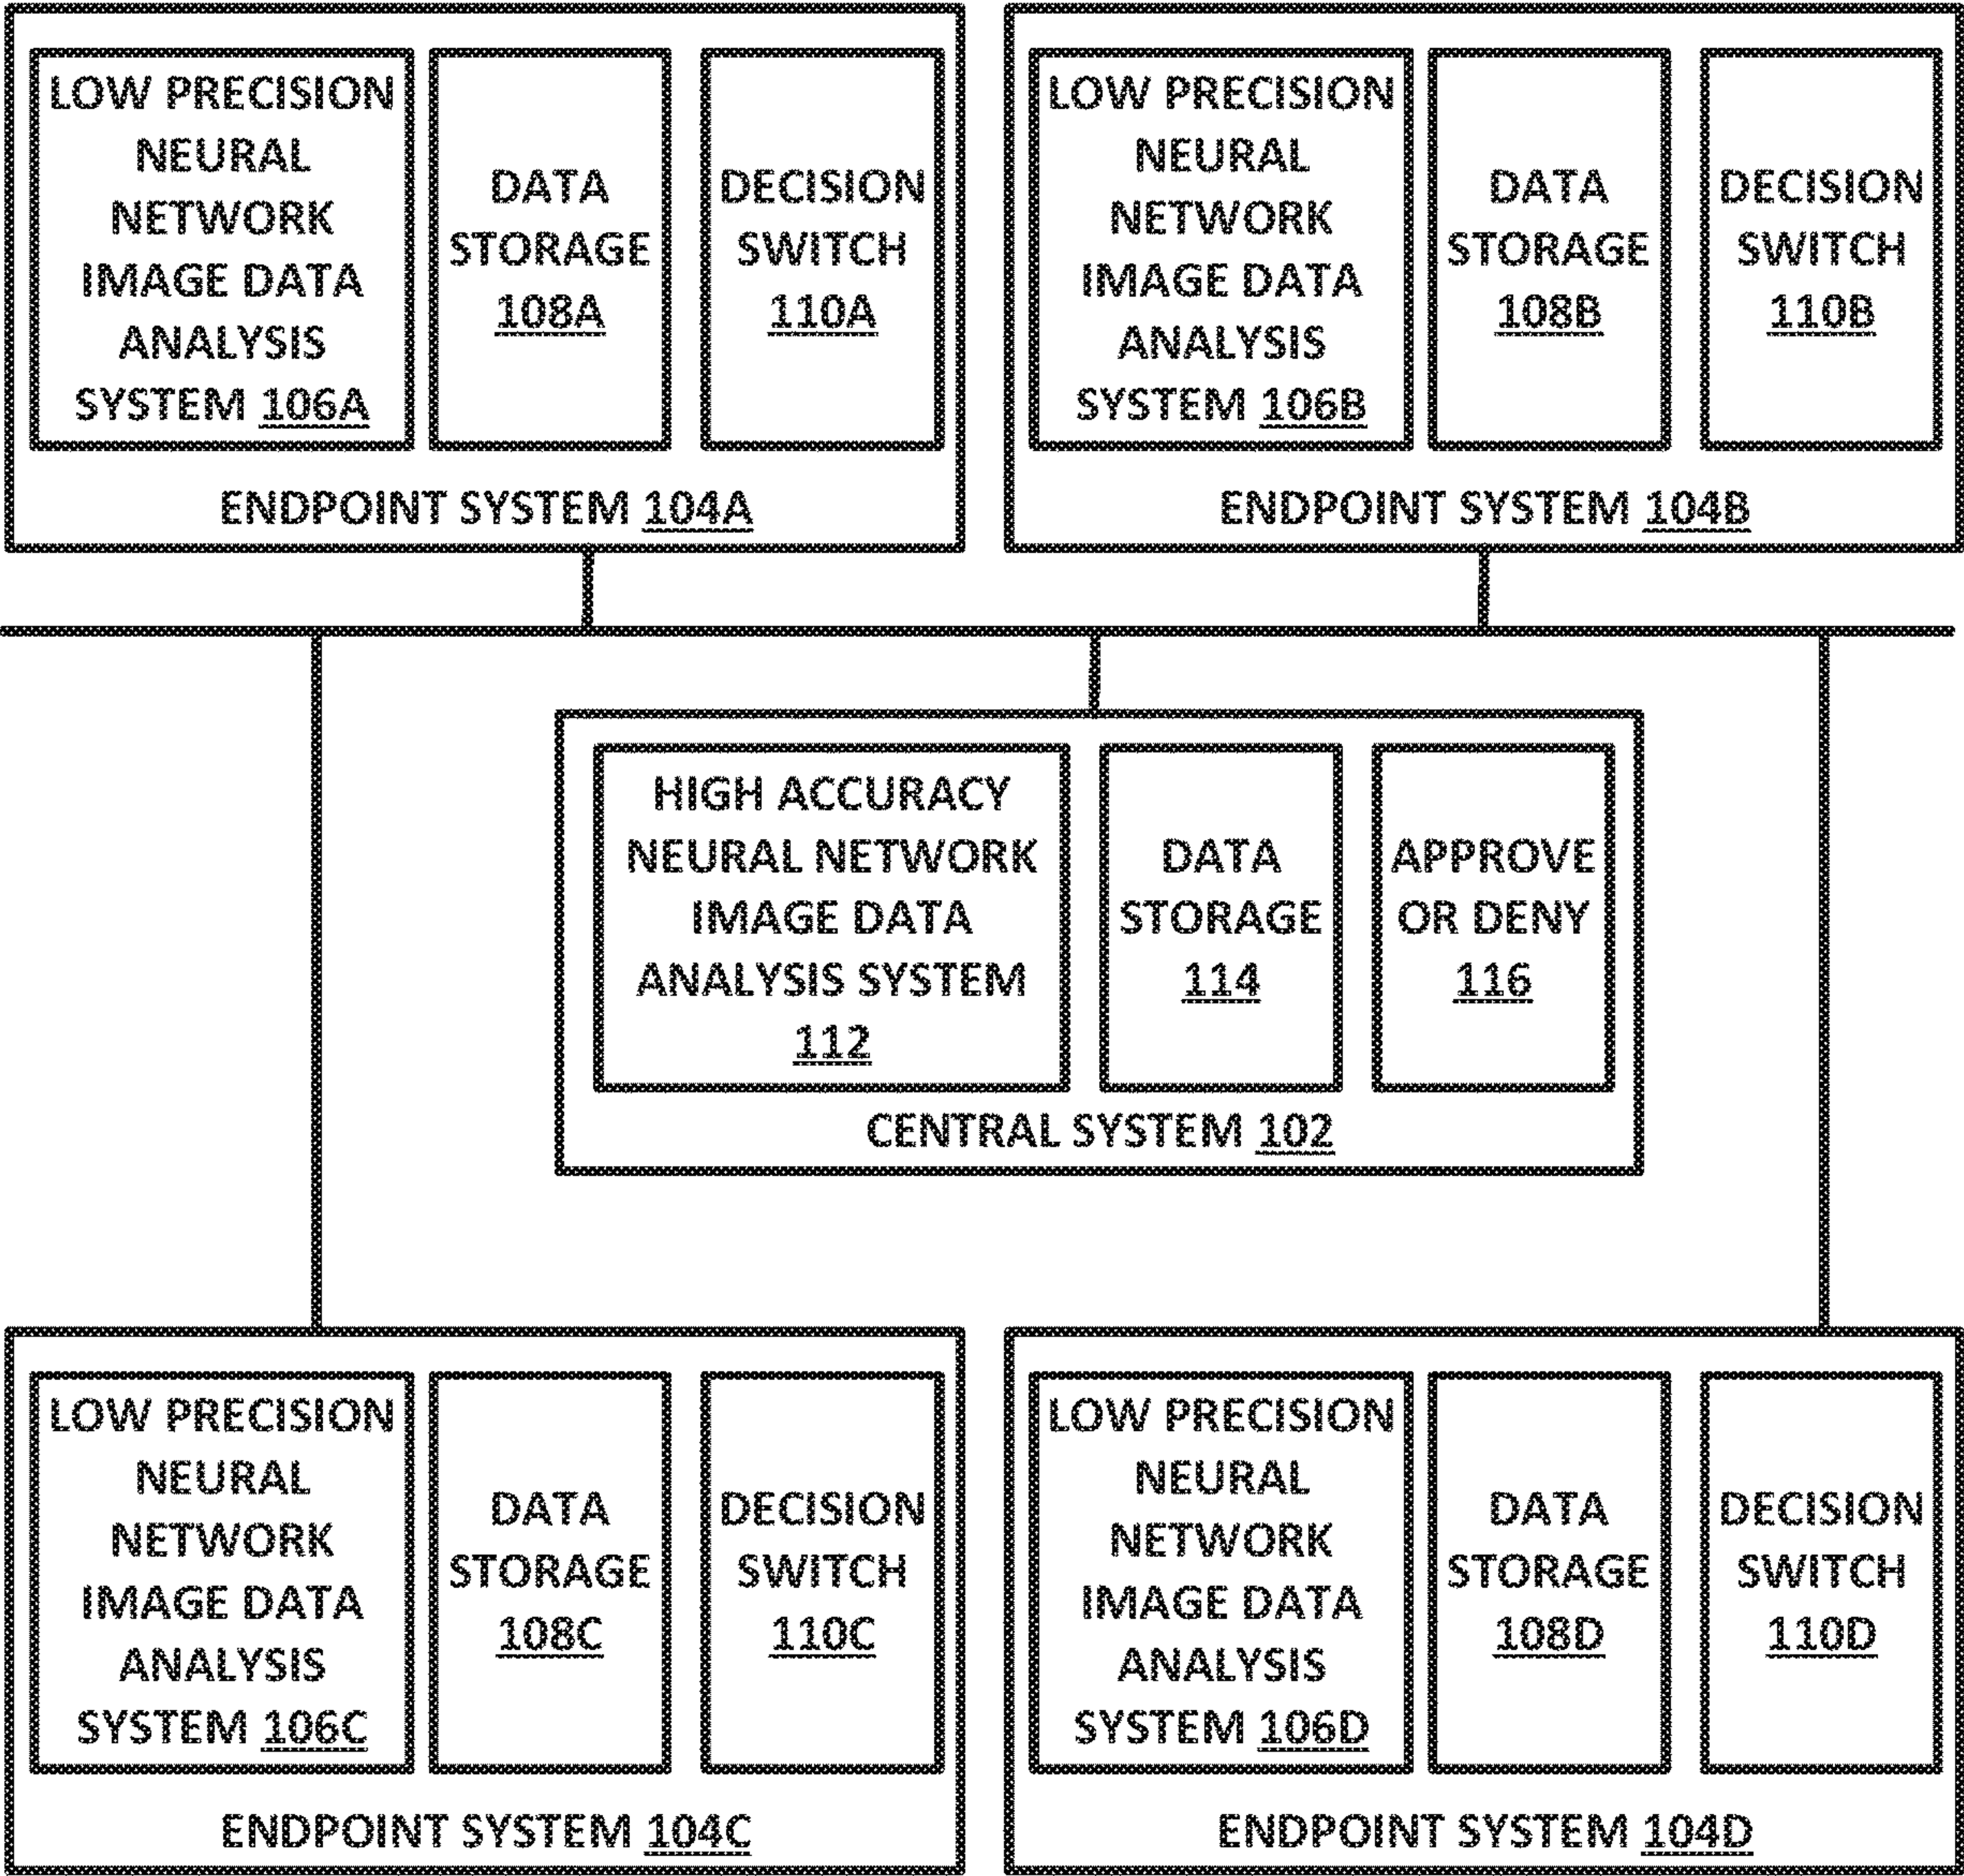 LOW PRECISION
NEURAL
NETWORK
IMAGE DATA
ANALYSIS
SYSTEM 106A
DATA
STORAGE
108A
DECISION
SWITCH
110A
ENDPOINT SYSTEM 104A
LOW PRECISION
NEURAL
NETWORK
IMAGE DATA
ANALYSIS
SYSTEM 106B
DATA
STORAGE
108B
DECISION
SWITCH
110B
ENDPOINT SYSTEM 104B
HIGH ACCURACY
NEURAL NETWORK
IMAGE DATA
ANALYSIS SYSTEM
112
DATA
STORAGE
114
APPROVE
OR DENY
116
CENTRAL SYSTEM 102
LOW PRECISION
NEURAL
NETWORK
IMAGE DATA
ANALYSIS
SYSTEM 106C
DATA
STORAGE
108C
DECISION
SWITCH
110C
ENDPOINT SYSTEM 104C
LOW PRECISION
NEURAL
NETWORK
IMAGE DATA
ANALYSIS
SYSTEM 106D
DATA
STORAGE
108D
DECISION
SWITCH
110D
ENDPOINT SYSTEM 104D